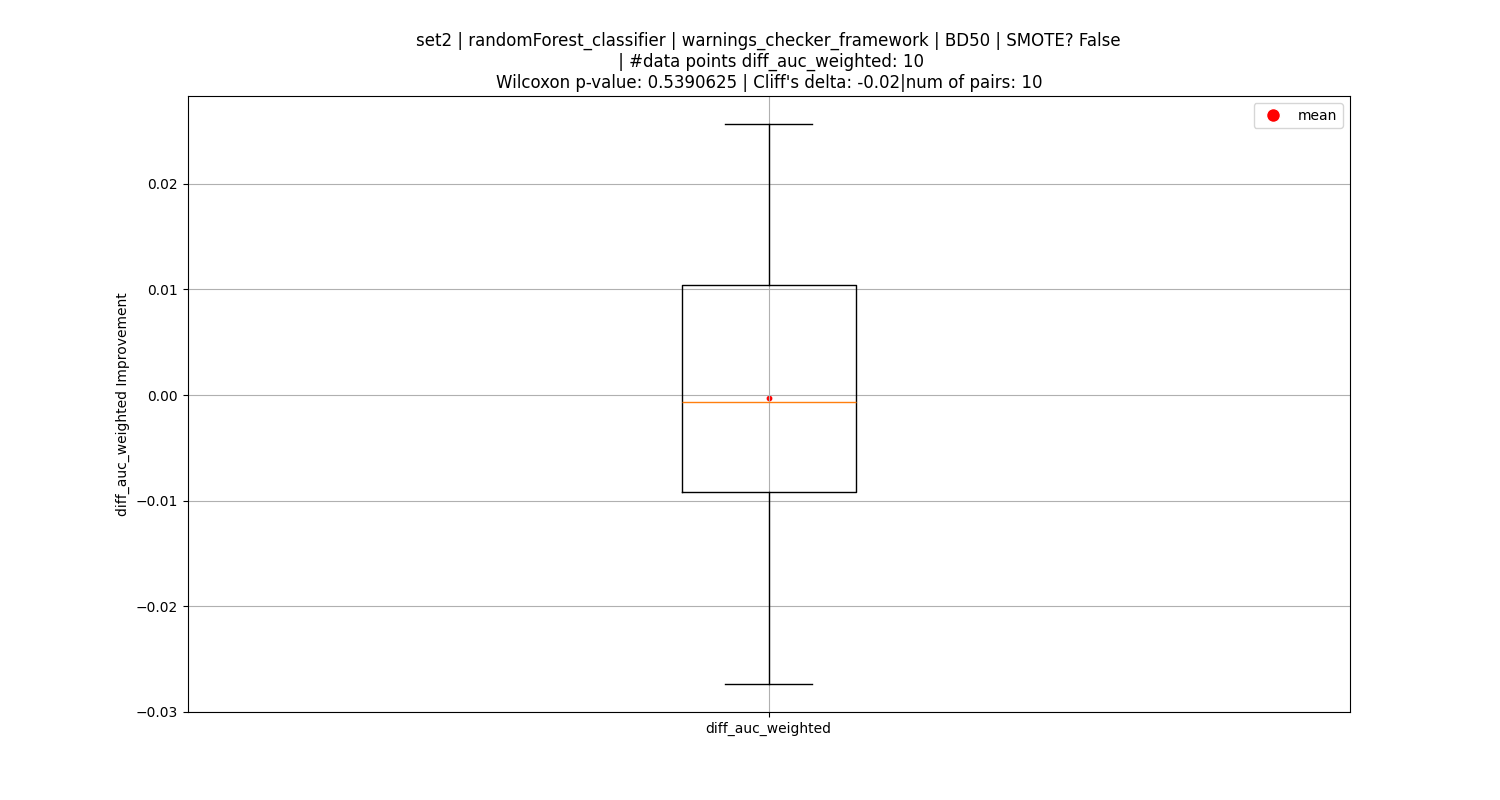 set2 | randomForest_classifier | warnings_checker_framework | BD50 | SMOTE? False
| #data points diff_auc_weighted: 10
Wilcoxon p-value: 0.5390625 | Cliff's delta: -0.02|num of pairs: 10
mean
0.02
0.01
0.00
−0.01
−0.02
−0.03
diff_auc_weighted Improvement
diff_auc_weighted